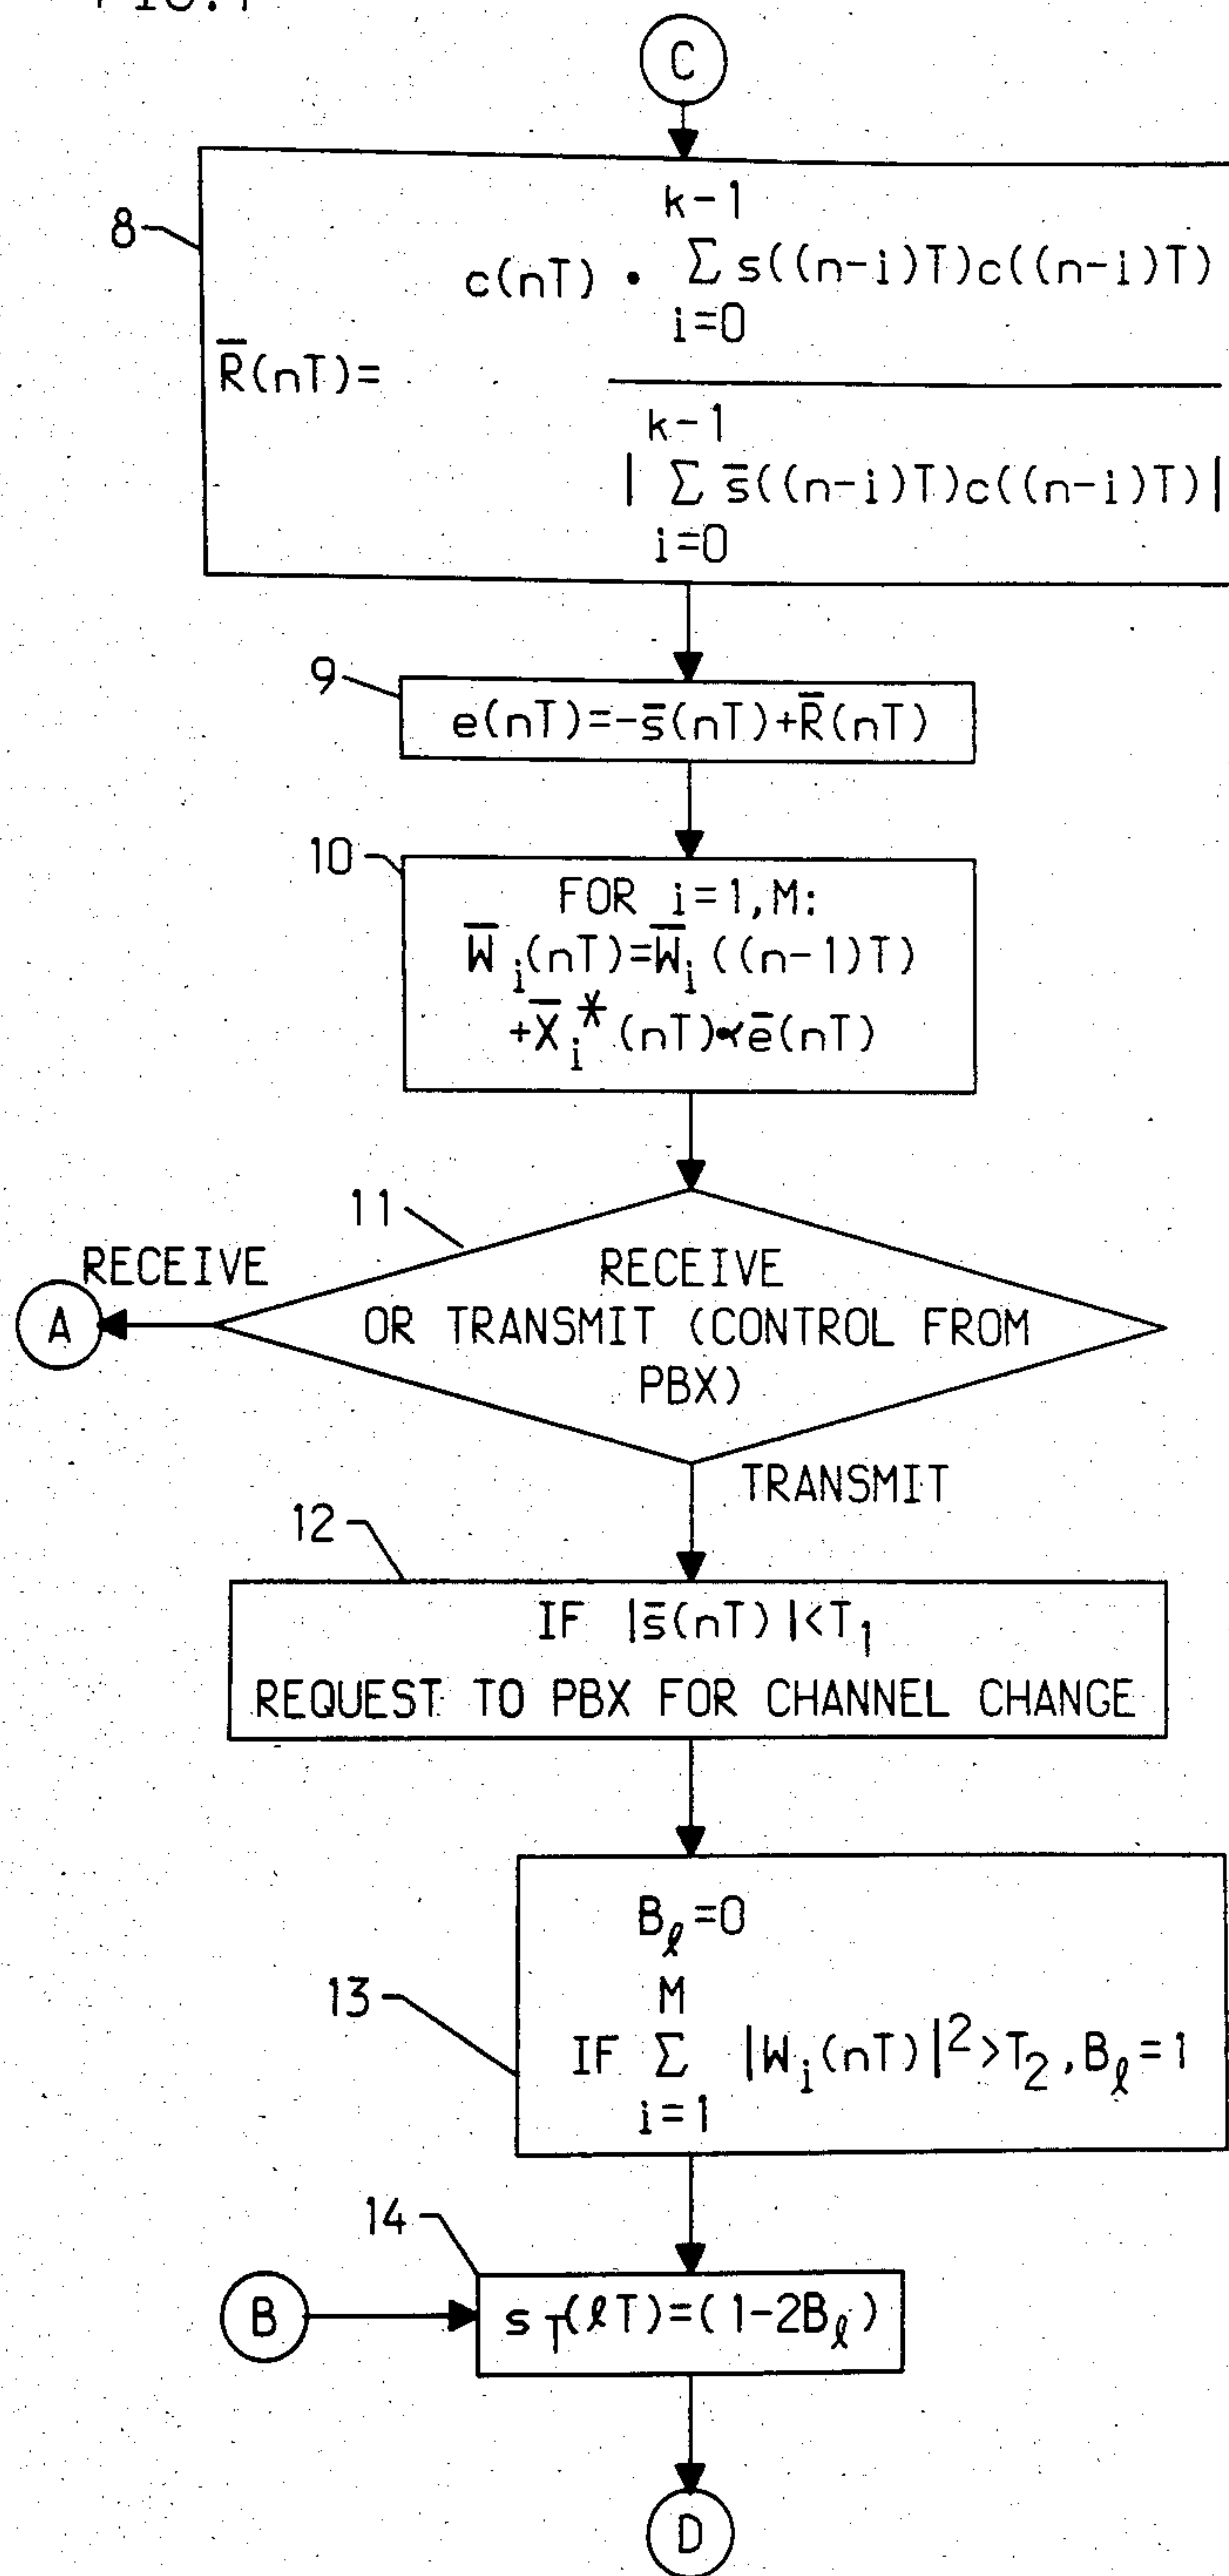 C
8
k-1
c(nT) • Σ s((n-i)T)c((n-i)T)
i=0
R̅(nT)=
k-1
| Σ s̅((n-i)T)c((n-i)T)|
i=0
9
e(nT)=-s̅(nT)+R̅(nT)
10
FOR i=1,M:
W̅i(nT)=W̅i((n-1)T)
+X̅i*(nT)∝e̅(nT)
11
RECEIVE
A
RECEIVE
OR TRANSMIT (CONTROL FROM
PBX)
TRANSMIT
12
IF |s̅(nT)|<T1
REQUEST TO PBX FOR CHANNEL CHANGE
13
Bℓ=0
M
IF Σ |Wi(nT)|2>T2,Bℓ=1
i=1
14
B
sT(ℓT)=(1-2Bℓ)
D